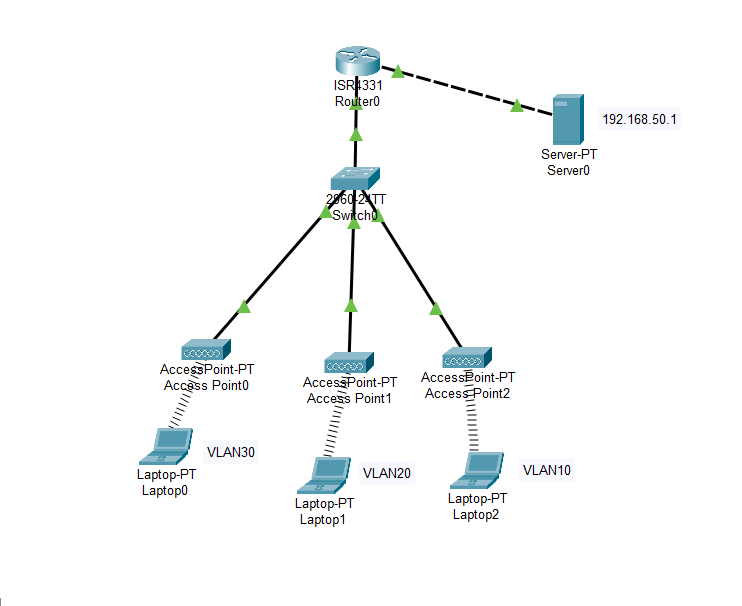 ISR4331
Router0
192.168.50.1
Server-PT
Server0
2960-24TT
Switch0
AccessPoint-PT
Access Point0
AccessPoint-PT
Access Point1
AccessPoint-PT
Access Point2
VLAN30
Laptop-PT
Laptop0
VLAN20
Laptop-PT
Laptop1
VLAN10
Laptop-PT
Laptop2